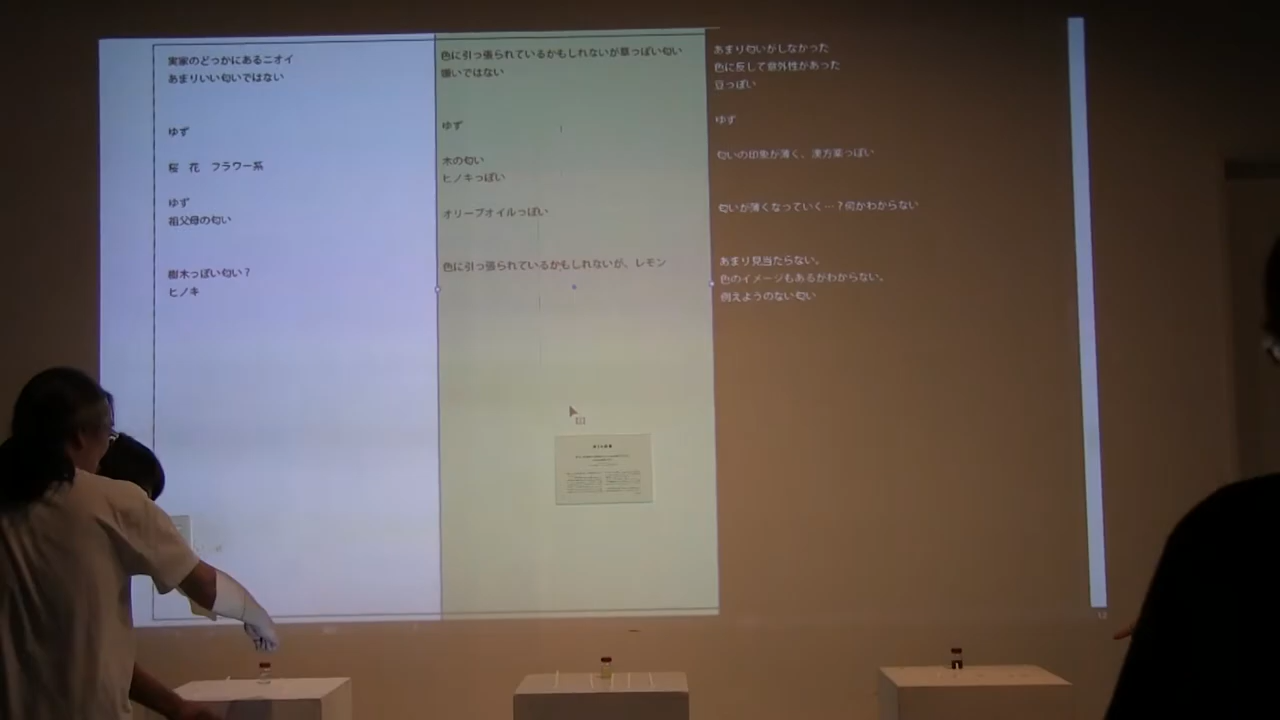 実家のどっかにあるニオイ
あまりいい匂いではない
ゆず
桜　花　フラワー系
ゆず
祖父母の匂い
樹木っぽい匂い？
ヒノキ
色に引っ張られているかもしれないが草っぽい匂い
嫌いではない
ゆず
木の匂い
ヒノキっぽい
オリーブオイルっぽい
色に引っ張られているかもしれないが、レモン
あまり匂いがしなかった
色に反して意外性があった
豆っぽい
ゆず
匂いの印象が薄く、漢方薬っぽい
匂いが薄くなっていく…？何かわからない
あまり見当たらない。
色のイメージもあるがわからない。
例えようのない匂い